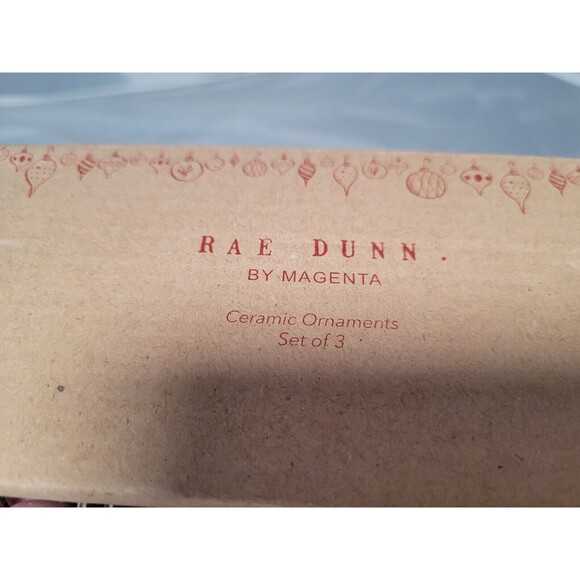 RAE DUNN.
BY MAGENTA
Ceramic Ornaments
Set of 3